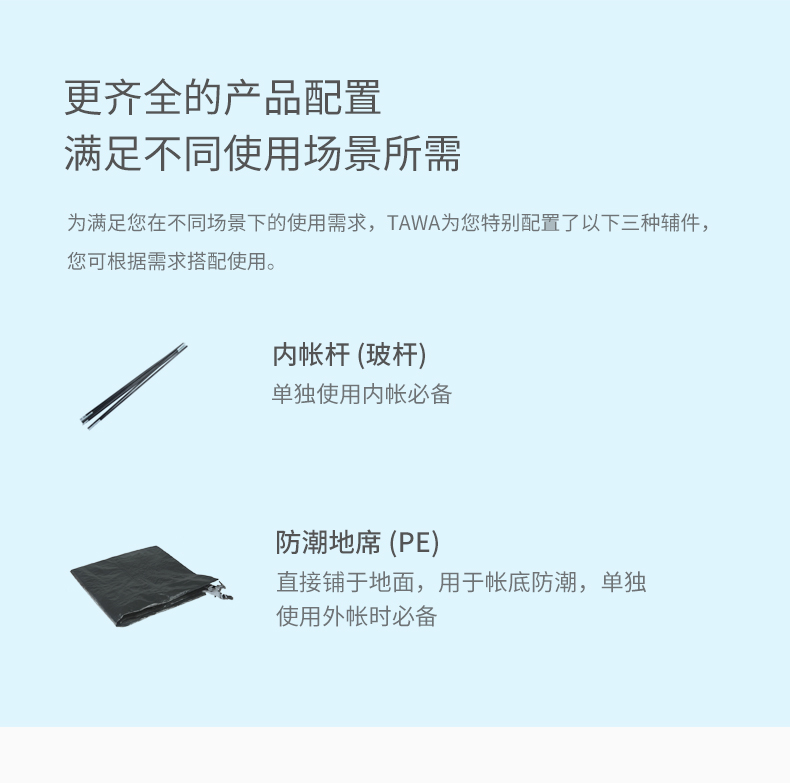 更齐全的产品配置
满足不同使用场景所需
为满足您在不同场景下的使用需求，TAWA为您特别配置了以下三种辅件，
您可根据需求搭配使用。
内帐杆 (玻杆)
单独使用内帐必备
防潮地席 (PE)
直接铺于地面，用于帐底防潮，单独
使用外帐时必备